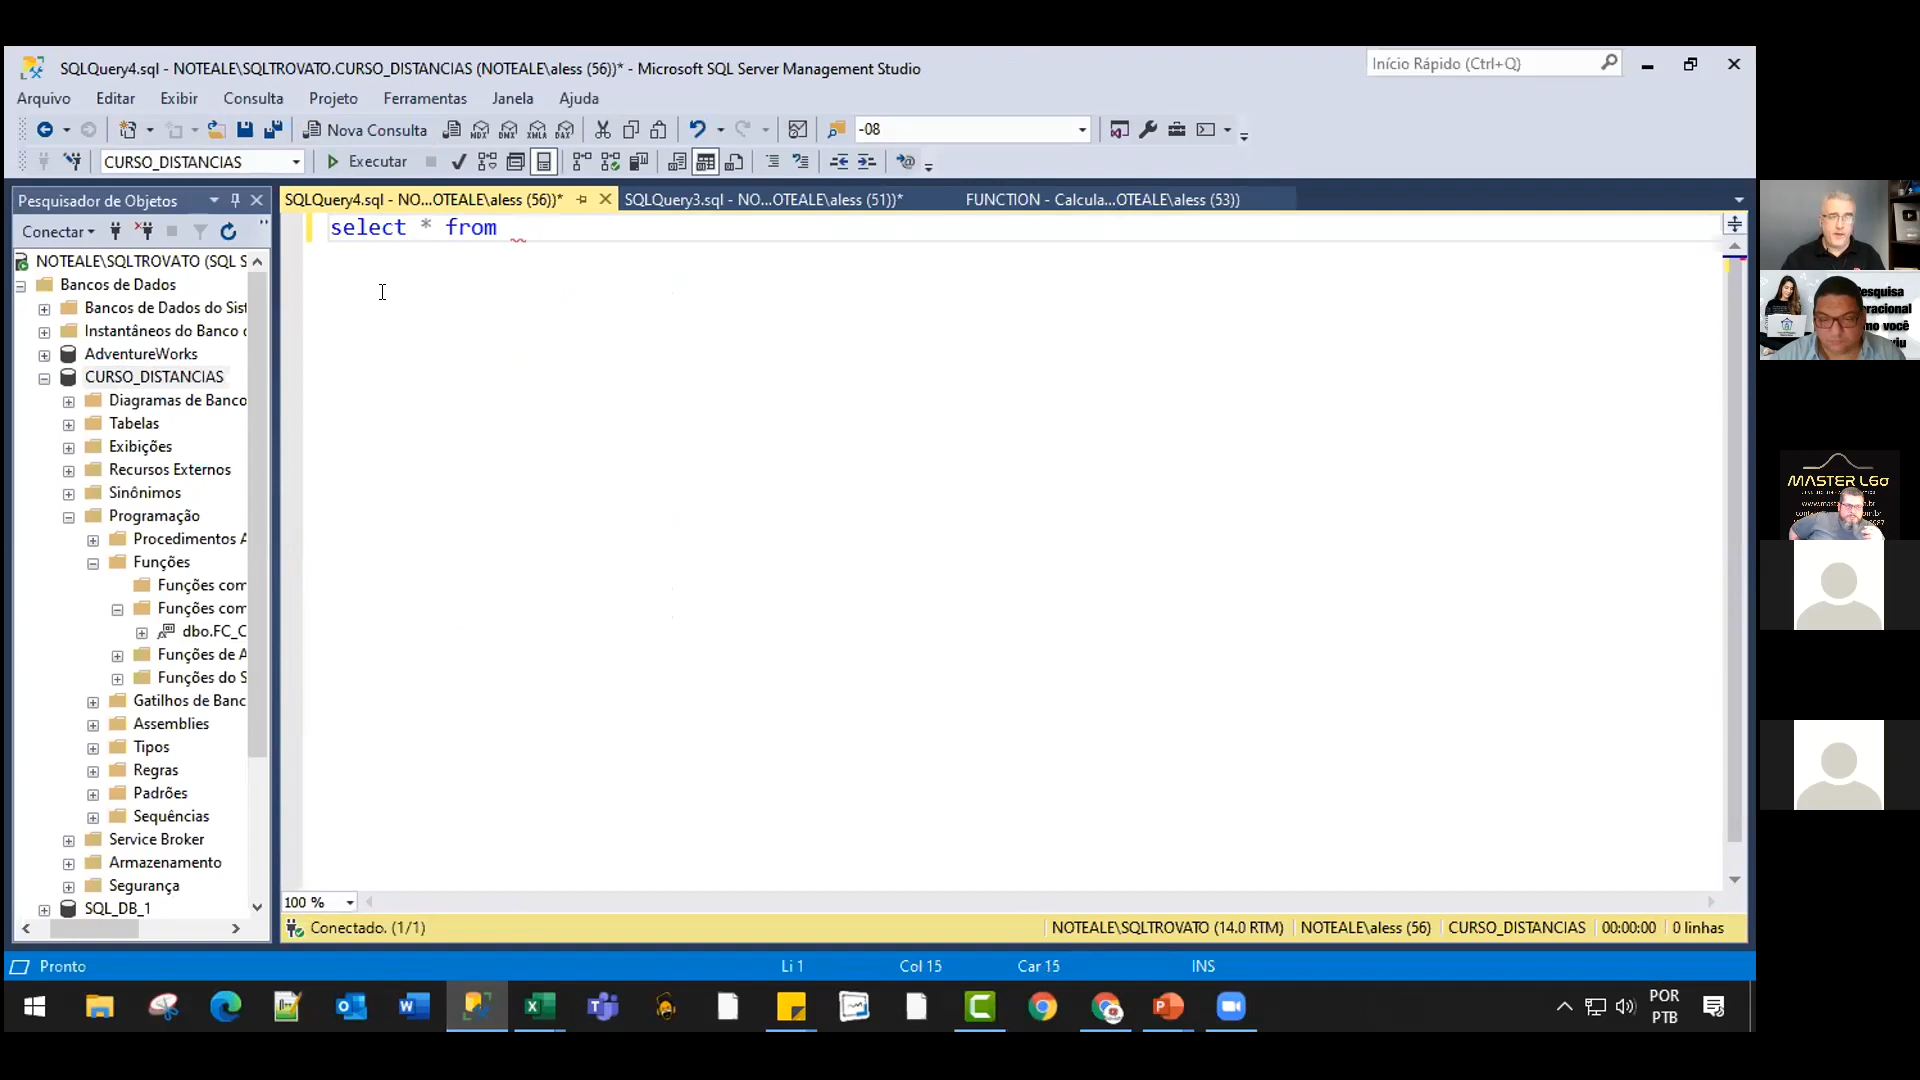 SQLQuery4.sql - NOTEALE\SQLTROVATO.CURSO_DISTANCIAS (NOTEALE\aless (56))* - Microsoft SQL Server Management Studio
Início Rápido (Ctrl+Q)
Arquivo Editar Exibir Consulta Projeto Ferramentas Janela Ajuda
Nova Consulta
MDX DMX XMLA DAX
-08
CURSO_DISTANCIAS
Executar
Pesquisador de Objetos
SQLQuery4.sql - NO...OTEALE\aless (56))*
SQLQuery3.sql - NO...OTEALE\aless (51))*
FUNCTION - Calcula...OTEALE\aless (53))
Conectar
select * from
NOTEALE\SQLTROVATO (SQL S
Bancos de Dados
Bancos de Dados do Sist
Instantâneos do Banco
AdventureWorks
CURSO_DISTANCIAS
Diagramas de Banco
Tabelas
Exibições
Recursos Externos
Sinônimos
Programação
Procedimentos A
Funções
Funções com
Funções com
dbo.FC_C
Funções de A
Funções do S
Gatilhos de Banc
Assemblies
Tipos
Regras
Padrões
Sequências
Service Broker
Armazenamento
Segurança
SQL_DB_1
100 %
Conectado. (1/1)
NOTEALE\SQLTROVATO (14.0 RTM)
NOTEALE\aless (56)
CURSO_DISTANCIAS
00:00:00
0 linhas
Pronto
Li 1
Col 15
Car 15
INS
POR
PTB
MASTER L6σ